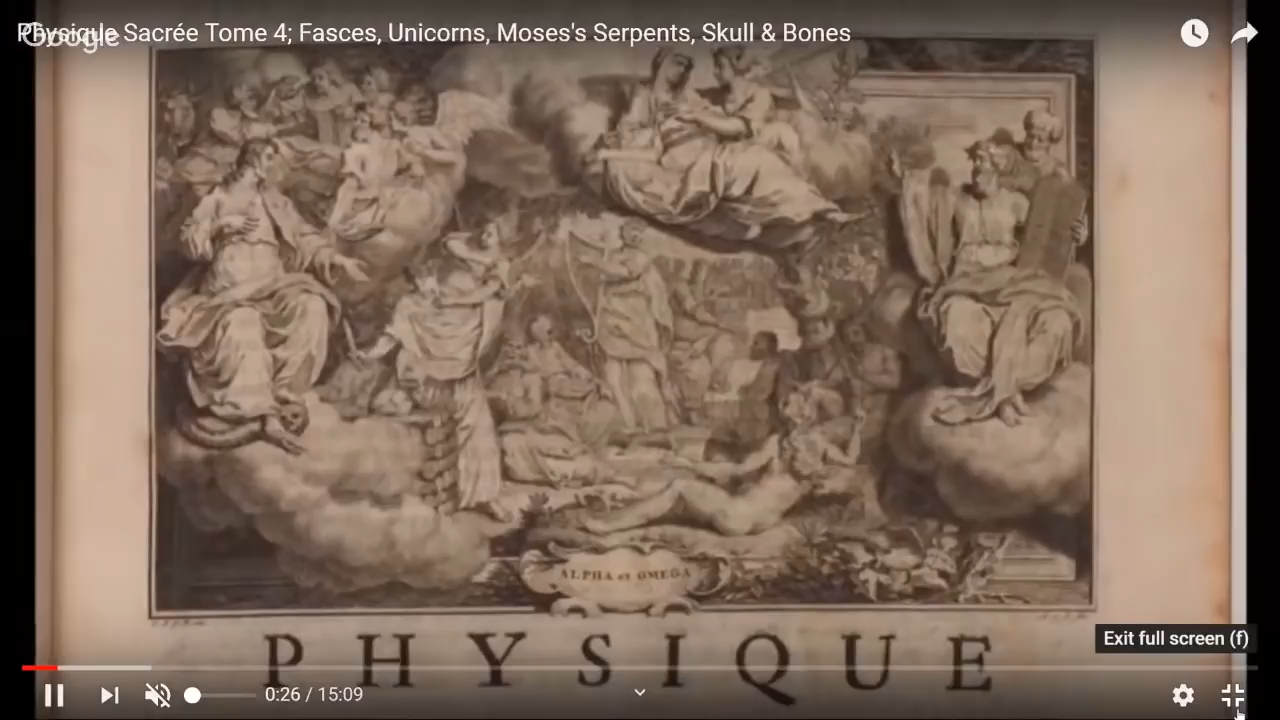 Physique Sacrée Tome 4; Fasces, Unicorns, Moses's Serpents, Skull & Bones
Google
ALPHA et OMEGA
PHYSIQUE
Exit full screen (f)
0:26 / 15:09